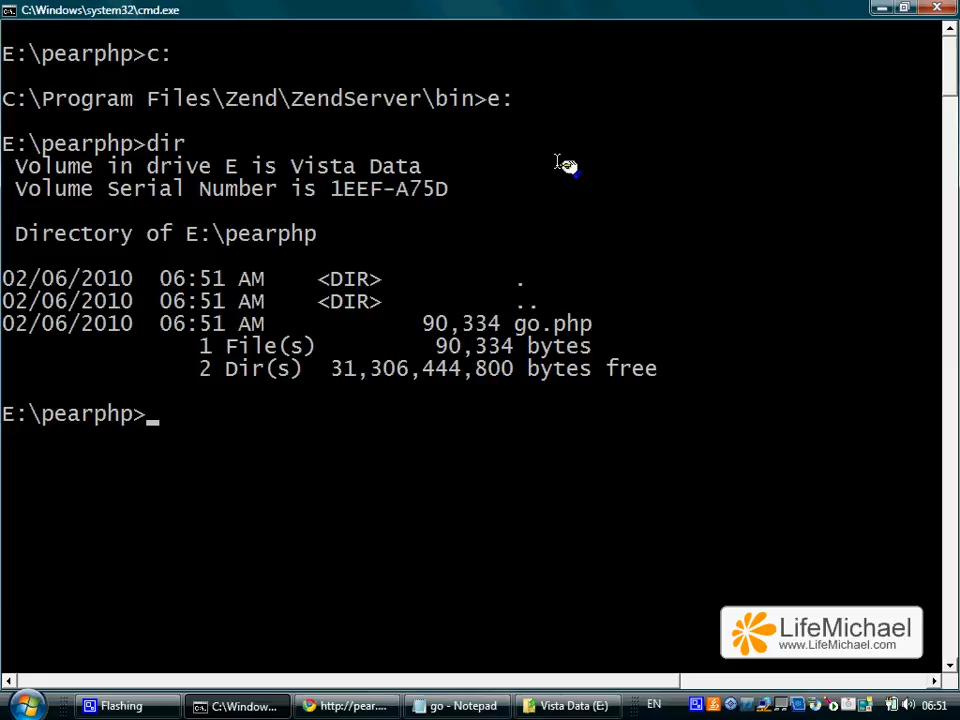 C:\Windows\system32\cmd.exe
E:\pearphp>c:
C:\Program Files\Zend\ZendServer\bin>e:
E:\pearphp>dir
Volume in drive E is Vista Data
Volume Serial Number is 1EEF-A75D
Directory of E:\pearphp
02/06/2010 06:51 AM <DIR> .
02/06/2010 06:51 AM <DIR> ..
02/06/2010 06:51 AM 90,334 go.php
1 File(s) 90,334 bytes
2 Dir(s) 31,306,444,800 bytes free
E:\pearphp>_
LifeMichael
www.LifeMichael.com
Flashing C:\Window... http://pear.... go - Notepad Vista Data (E:) EN 06:51